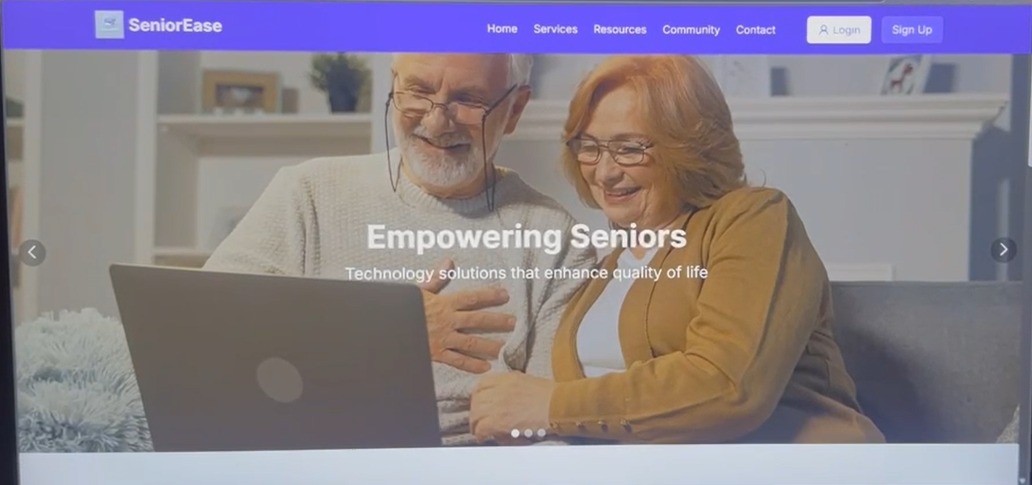 SeniorEase
Home Services Resources Community Contact Login Sign Up
Empowering Seniors
Technology solutions that enhance quality of life